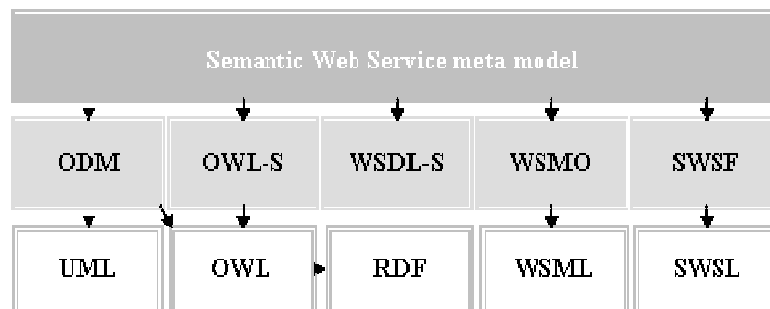 Semantic Web Service meta model
ODM OWL-S WSDL-S WSMO SWSF
UML OWL RDF WSML SWSL